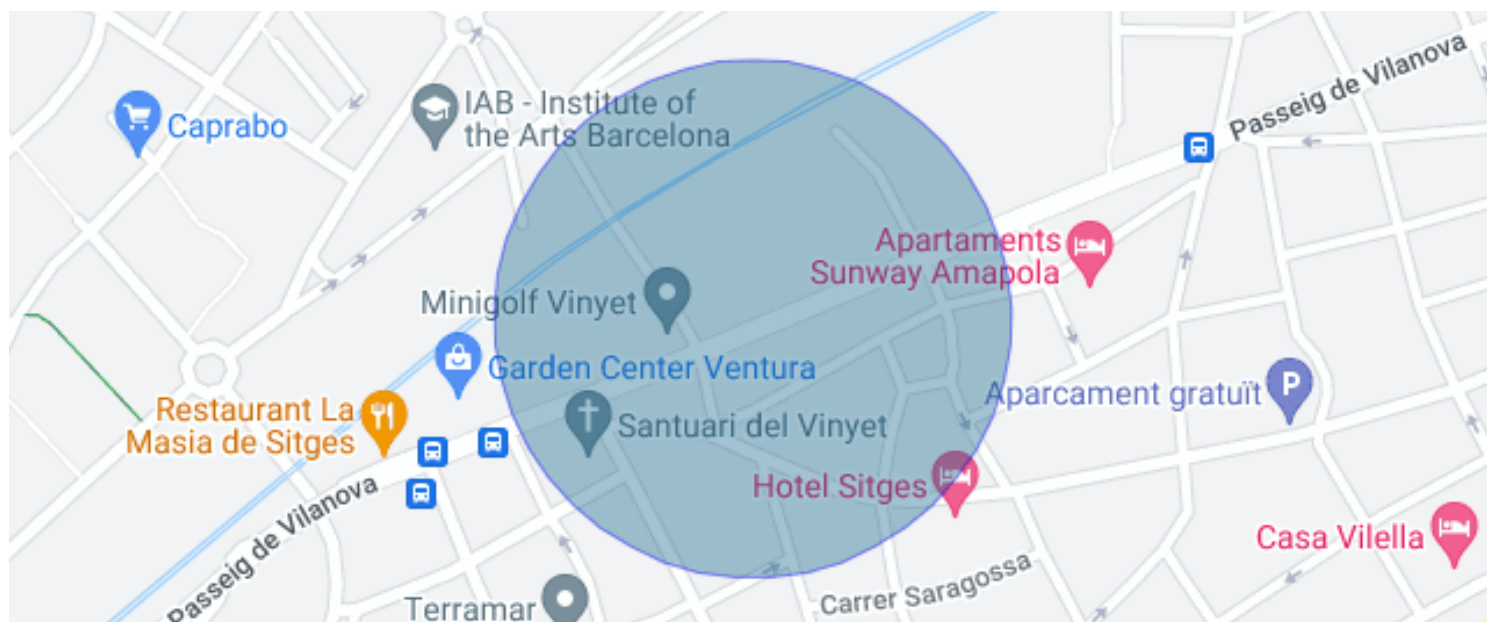 IAB - Institute of
the Arts Barcelona
Caprabo
Passeig de Vilanova
Apartaments
Sunway Amapola
Minigolf Vinyet
Garden Center Ventura
Restaurant La
Masia de Sitges
Santuari del Vinyet
Aparcament gratuït
P
Hotel Sitges
Passeig de Vilanova
Casa Vilella
Carrer Saragossa
Terramar